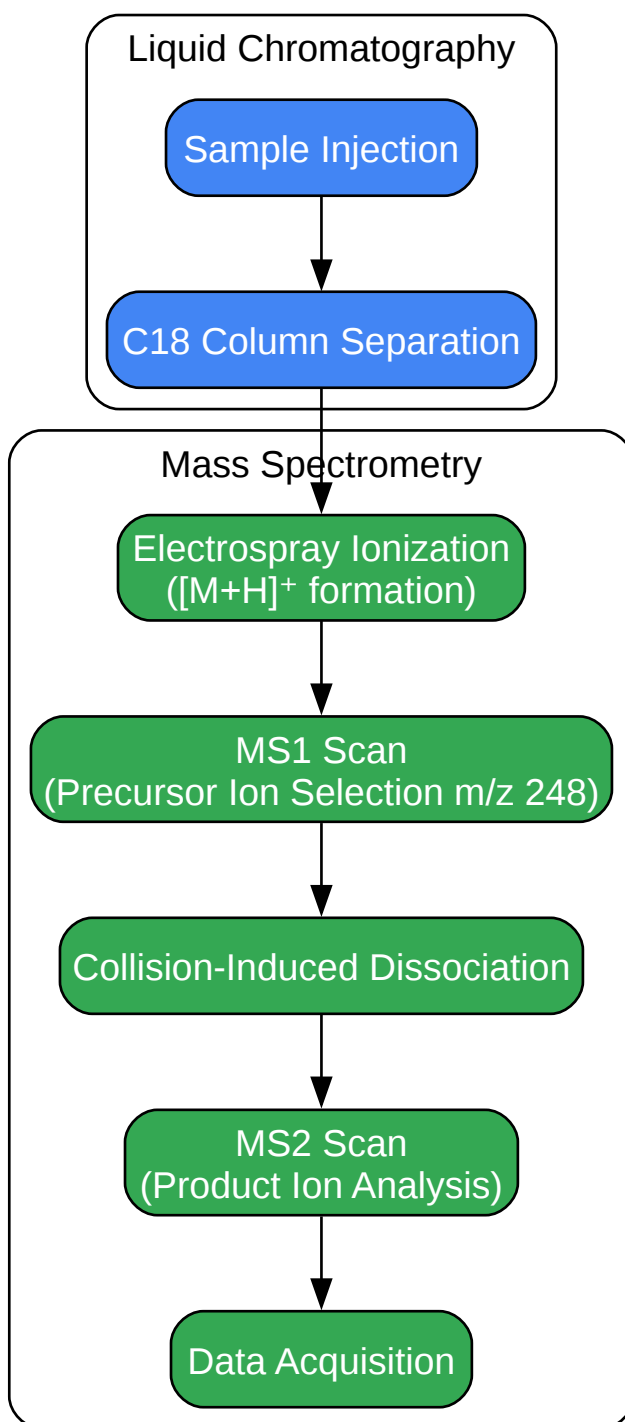 Liquid Chromatography
Sample Injection
C18 Column Separation
Mass Spectrometry
Electrospray Ionization
([M+H]⁺ formation)
MS1 Scan
(Precursor Ion Selection m/z 248)
Collision-Induced Dissociation
MS2 Scan
(Product Ion Analysis)
Data Acquisition